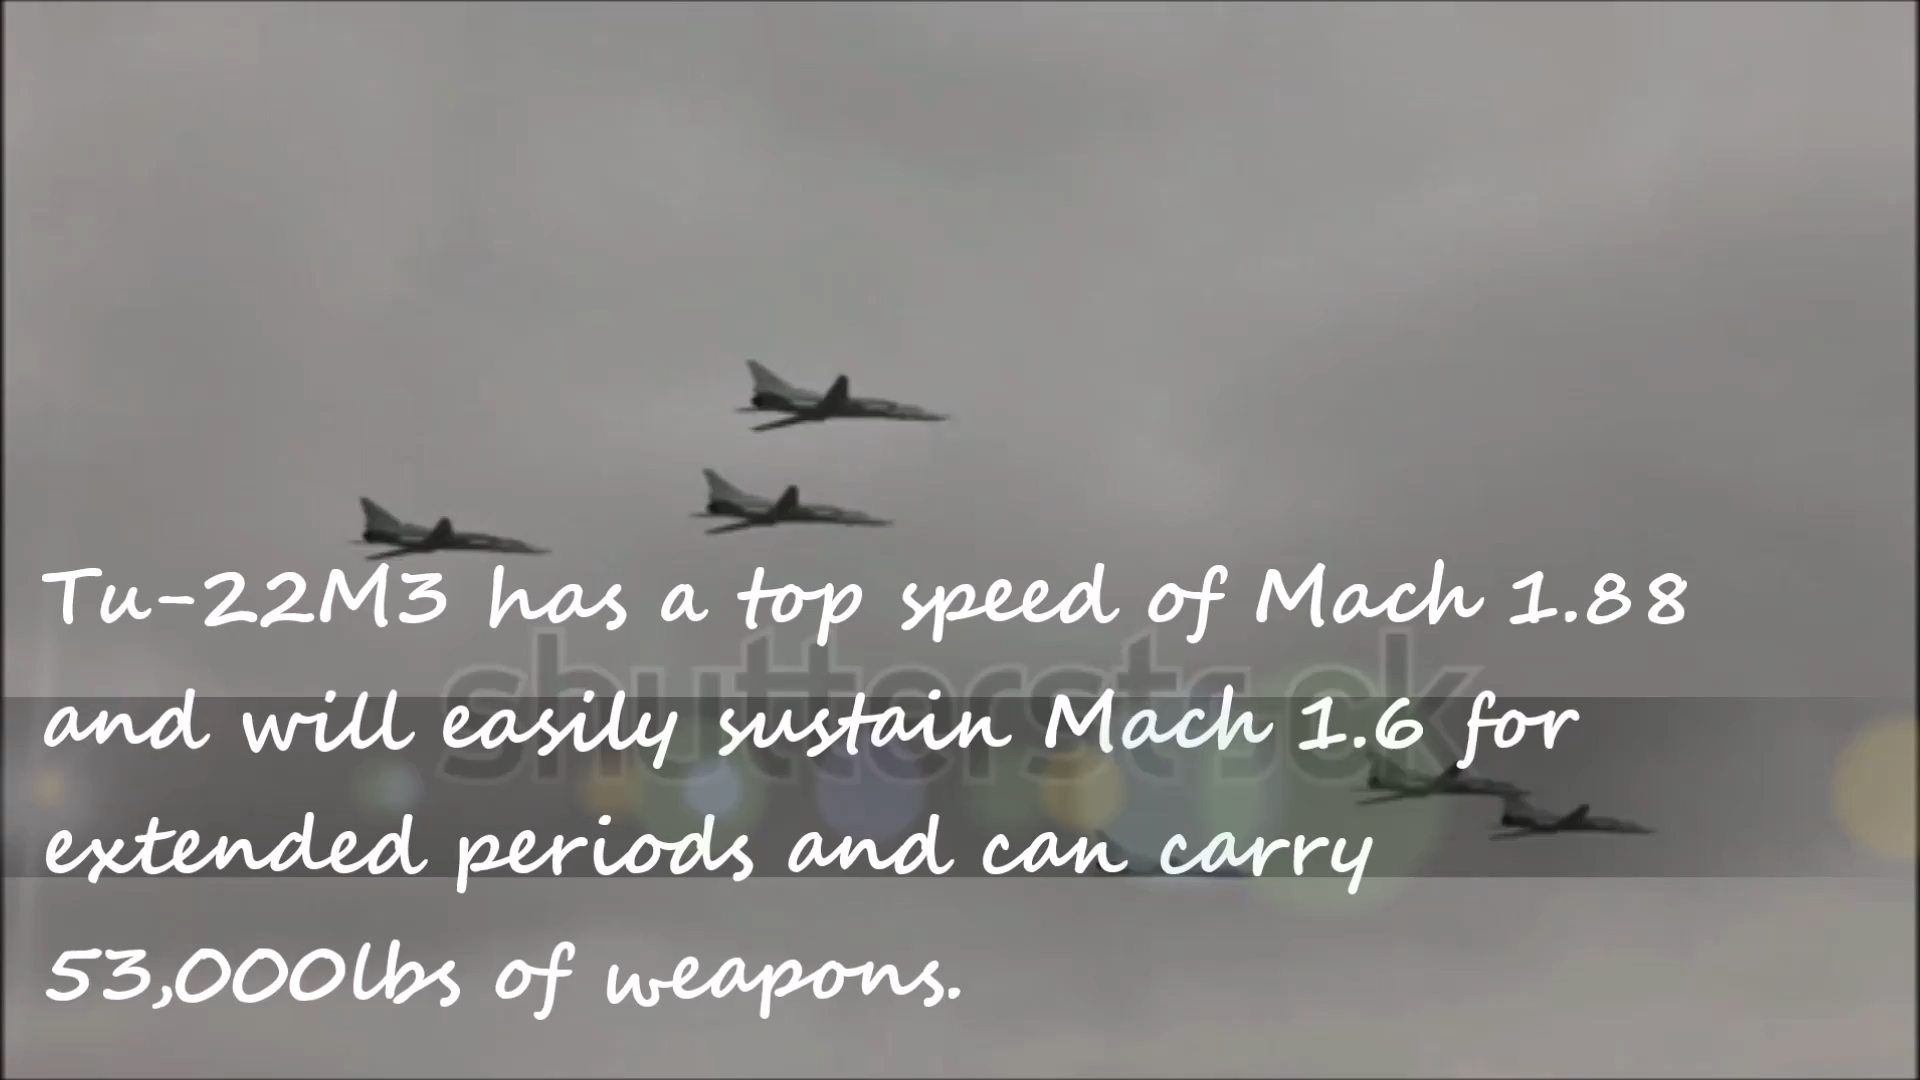 Tu-22M3 has a top speed of Mach 1.88
shutterstock
and will easily sustain Mach 1.6 for
extended periods and can carry
53,000lbs of weapons.